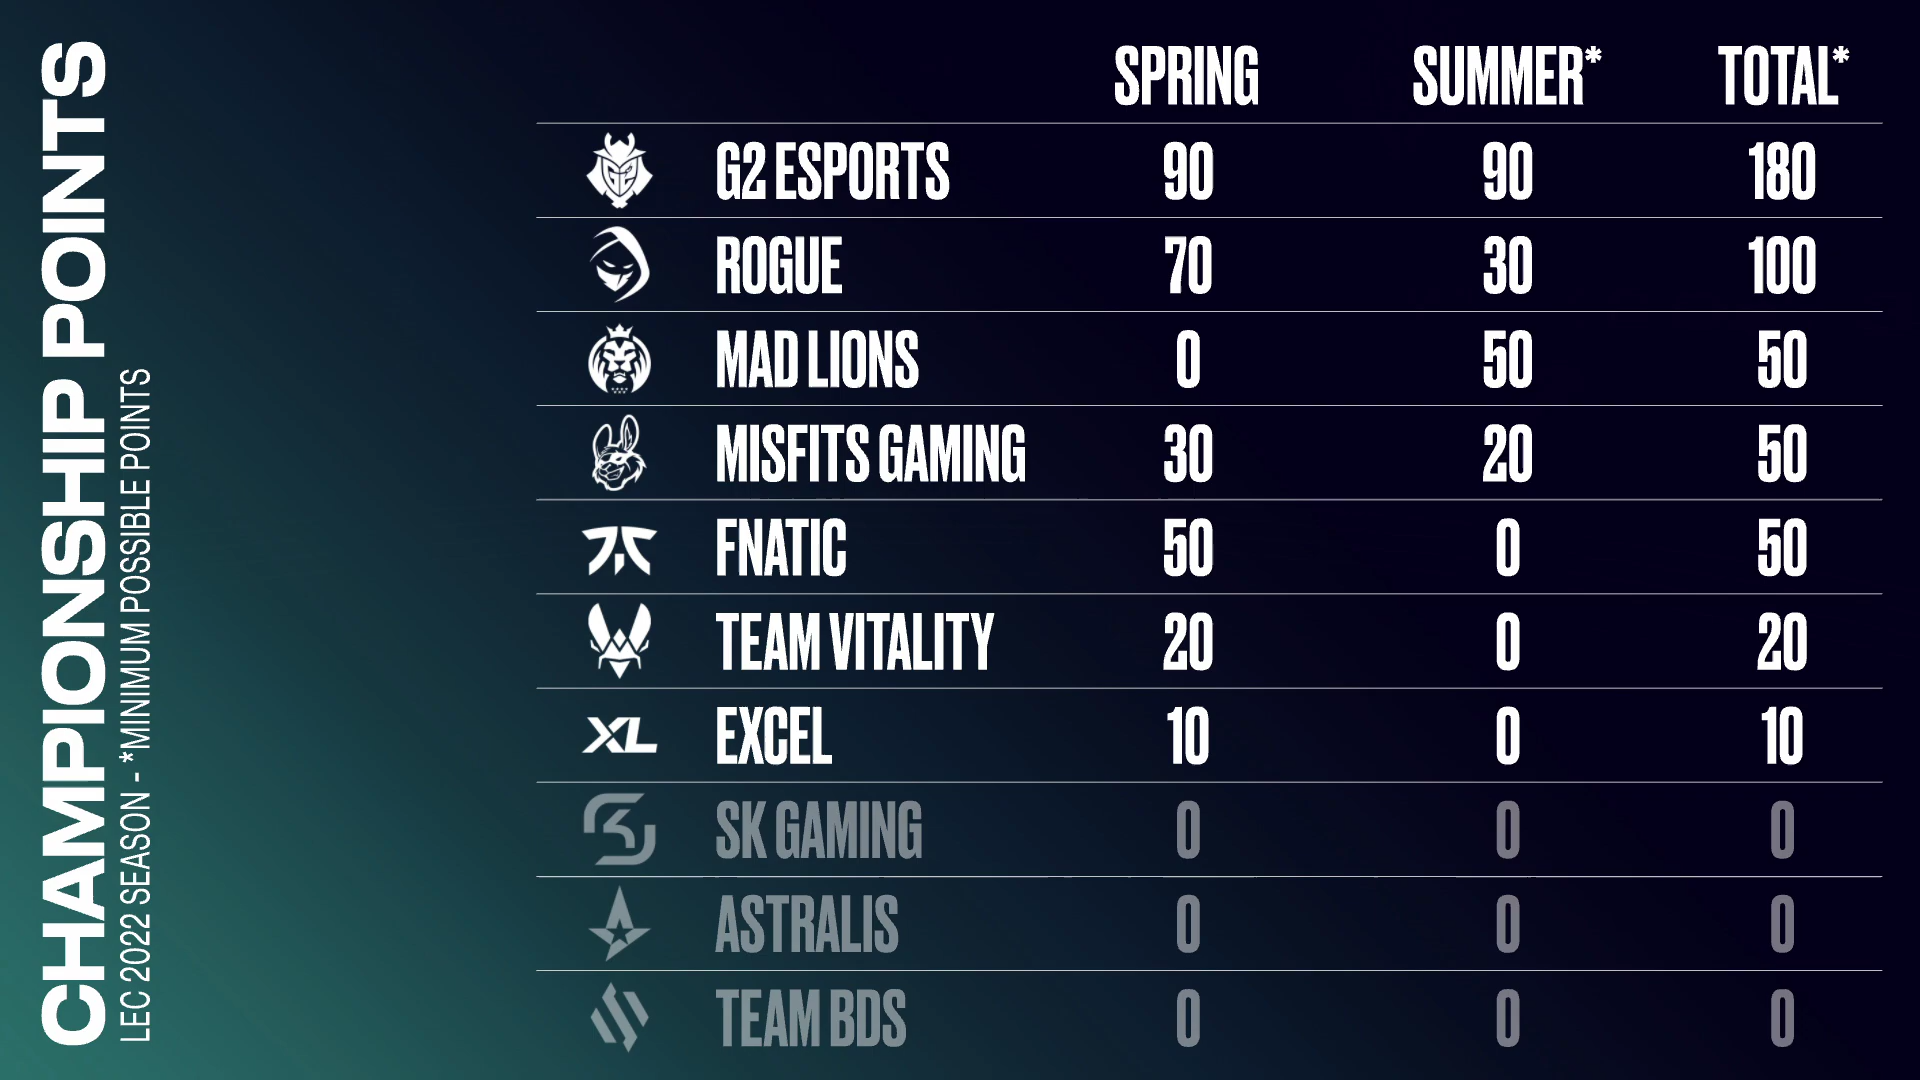 CHAMPIONSHIP POINTS
LEC 2022 SEASON - *MINIMUM POSSIBLE POINTS
SPRING SUMMER* TOTAL*
G2 ESPORTS 90 90 180
ROGUE 70 30 100
MAD LIONS 0 50 50
MISFITS GAMING 30 20 50
FNATIC 50 0 50
TEAM VITALITY 20 0 20
XL EXCEL 10 0 10
SK GAMING 0 0 0
ASTRALIS 0 0 0
TEAM BDS 0 0 0